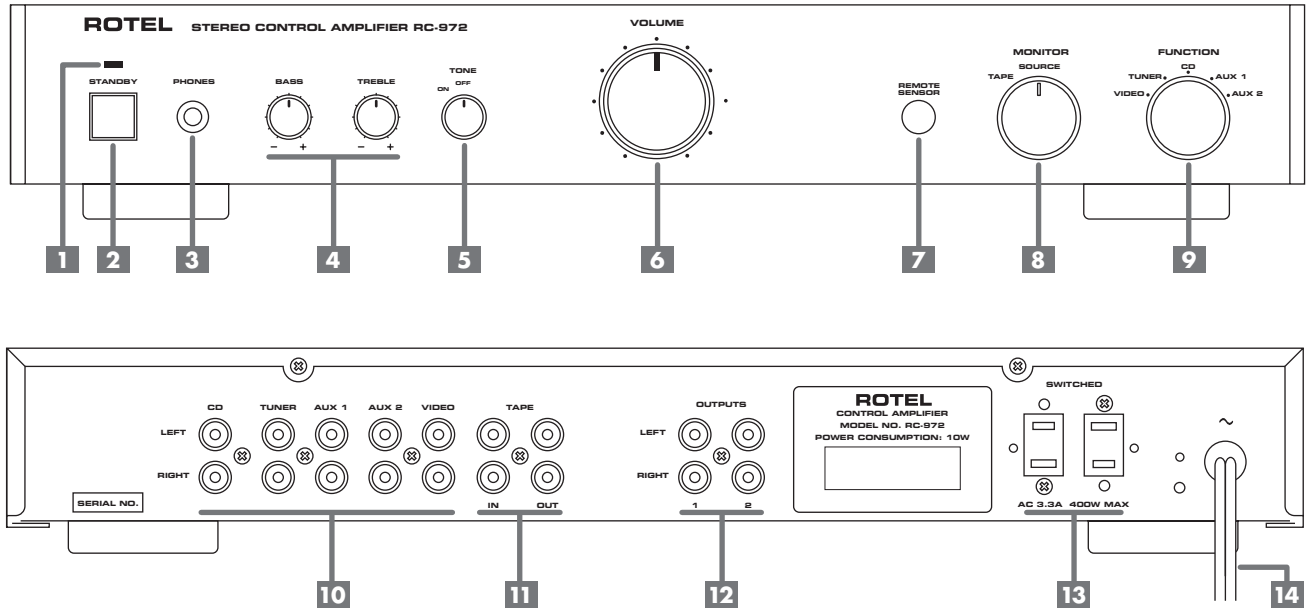 ROTEL STEREO CONTROL AMPLIFIER RC-972
VOLUME
MONITOR
FUNCTION
STANDBY
PHONES
BASS
TREBLE
TONE
ON
OFF
REMOTE
SENSOR
TAPE
SOURCE
VIDEO
TUNER
CD
AUX 1
AUX 2
− +
− +
1 2 3 4 5 6 7 8 9
CD TUNER AUX 1 AUX 2 VIDEO TAPE
OUTPUTS
LEFT
RIGHT
LEFT
RIGHT
IN OUT
1 2
ROTEL
CONTROL AMPLIFIER
MODEL NO. RC-972
POWER CONSUMPTION: 10W
SWITCHED
AC 3.3A 400W MAX
~
SERIAL NO.
10 11 12 13 14